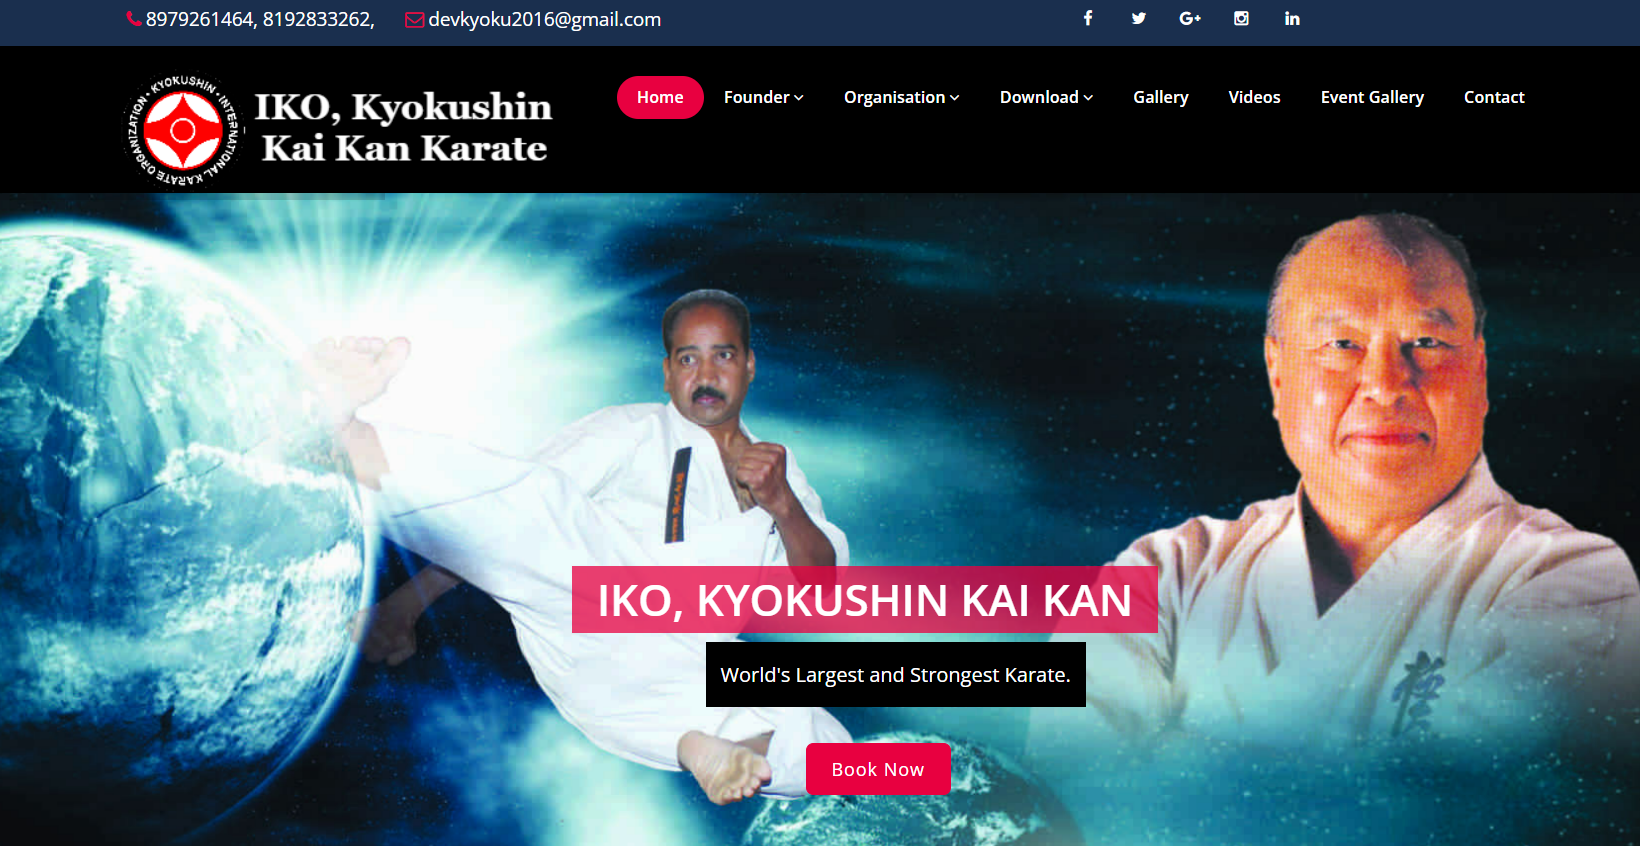 8979261464, 8192833262, devkyoku2016@gmail.com
KYOKUSHIN · INTERNATIONAL KARATE ORGANIZATION ·
IKO, Kyokushin
Kai Kan Karate
Home Founder Organisation Download Gallery Videos Event Gallery Contact
IKO, KYOKUSHIN KAI KAN
World's Largest and Strongest Karate.
Book Now